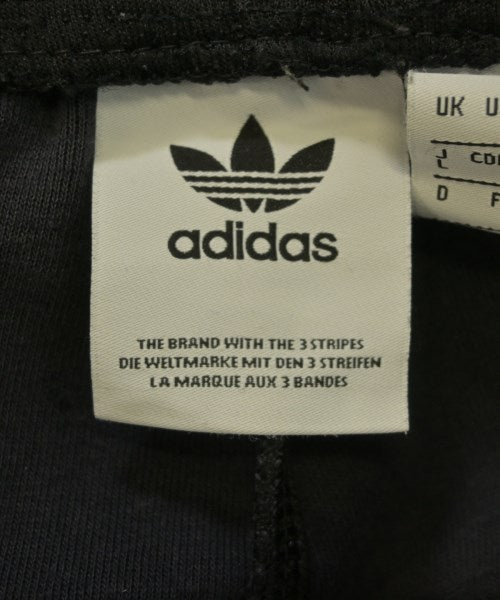 adidas
THE BRAND WITH THE 3 STRIPES
DIE WELTMARKE MIT DEN 3 STREIFEN
LA MARQUE AUX 3 BANDES
UK
D